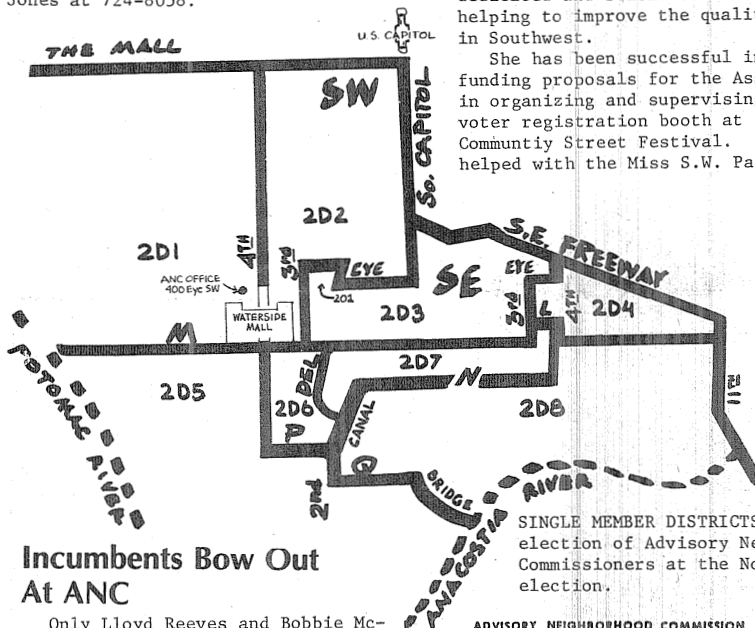 Jones at 724-8058.
helping to improve the quali
in Southwest.
She has been successful i
funding proposals for the As
in organizing and supervisin
voter registration booth at
Communtiy Street Festival.
helped with the Miss S.W. Pa
THE MALL
U.S. CAPITOL
SW
So. CAPITOL
2D2
2D1
4TH
3rd
EYE
201
ANC OFFICE
400 Eye SW
WATERSIDE
MALL
M
S.E. FREEWAY
SE
EYE
3rd
L
4TH
2D4
2D3
11TH
POTOMAC RIVER
2D5
2D6
DEL
P
CANAL
2D7
N
2D8
2nd
Q
BRIDGE
ANACOSTIA RIVER
SINGLE MEMBER DISTRICTS
election of Advisory Ne
Commissioners at the No
election.
Incumbents Bow Out
At ANC
Only Lloyd Reeves and Bobbie Mc-
ADVISORY NEIGHBORHOOD COMMISSION